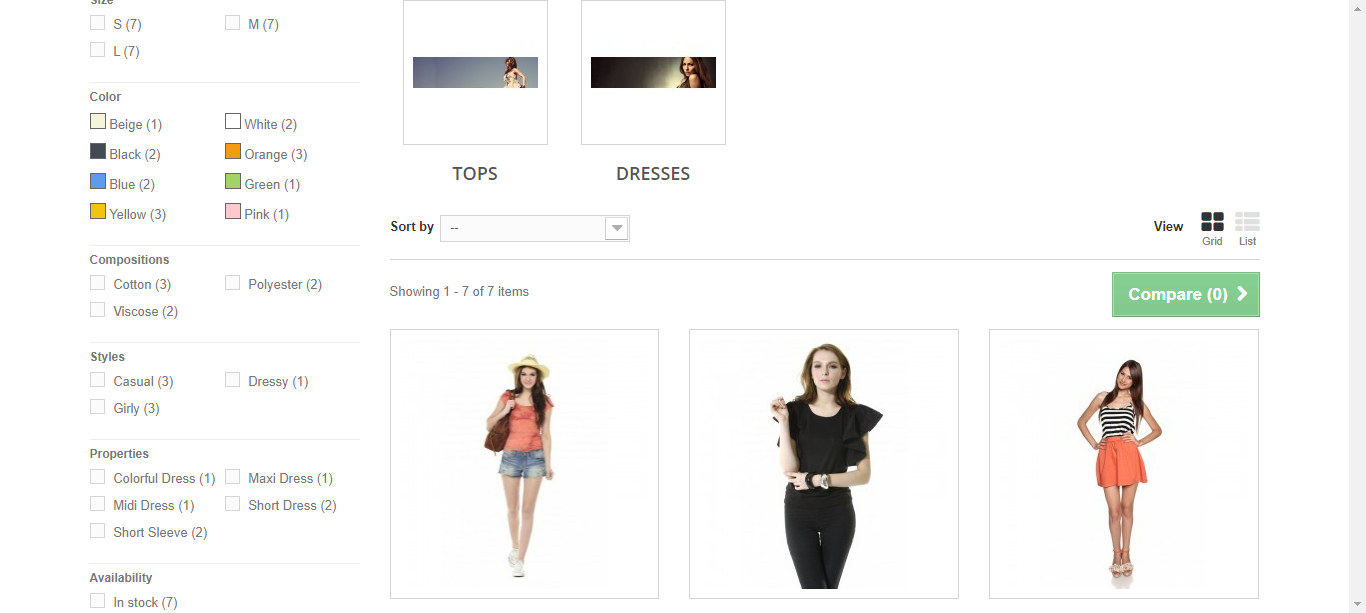 Size
S (7)
M (7)
L (7)
Color
Beige (1)
White (2)
Black (2)
Orange (3)
Blue (2)
Green (1)
Yellow (3)
Pink (1)
Compositions
Cotton (3)
Polyester (2)
Viscose (2)
Styles
Casual (3)
Dressy (1)
Girly (3)
Properties
Colorful Dress (1)
Maxi Dress (1)
Midi Dress (1)
Short Dress (2)
Short Sleeve (2)
Availability
In stock (7)
TOPS
DRESSES
Sort by
--
View
Grid
List
Showing 1 - 7 of 7 items
Compare (0)